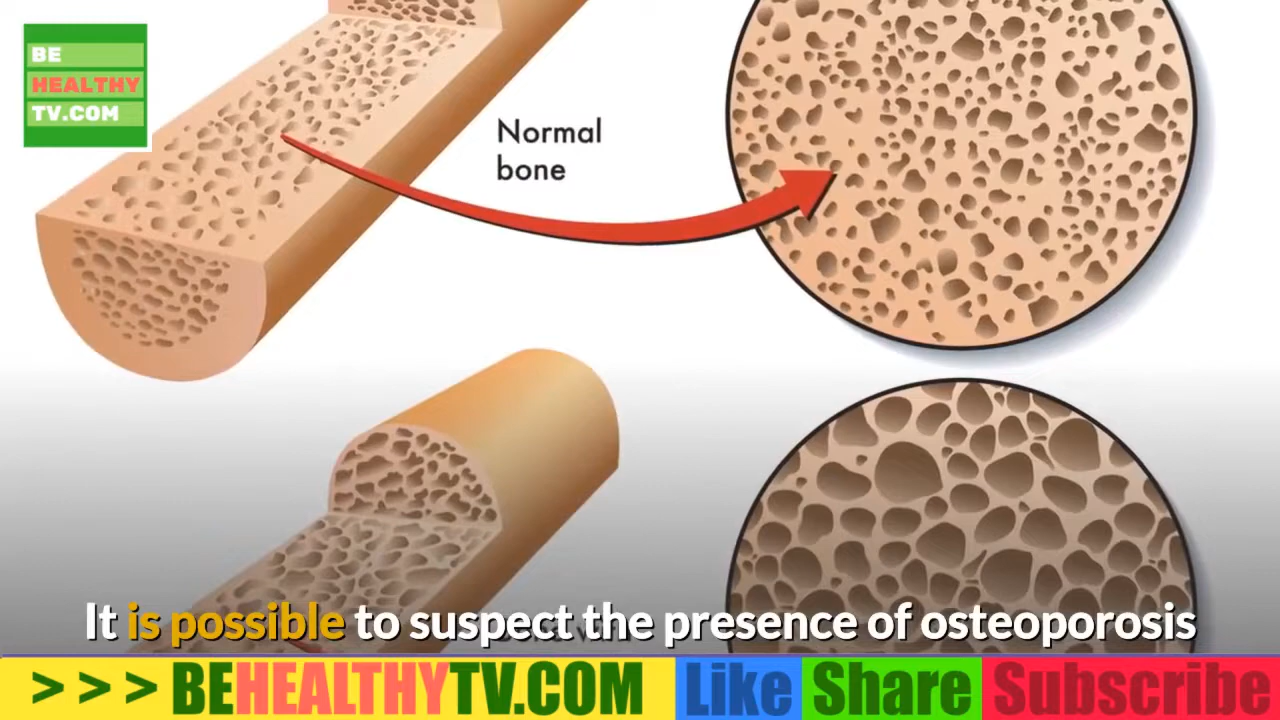 BE
HEALTHY
TV.COM
Normal
bone
It is possible to suspect the presence of osteoporosis
> > > BEHEALTHYTV.COM Like Share Subscribe